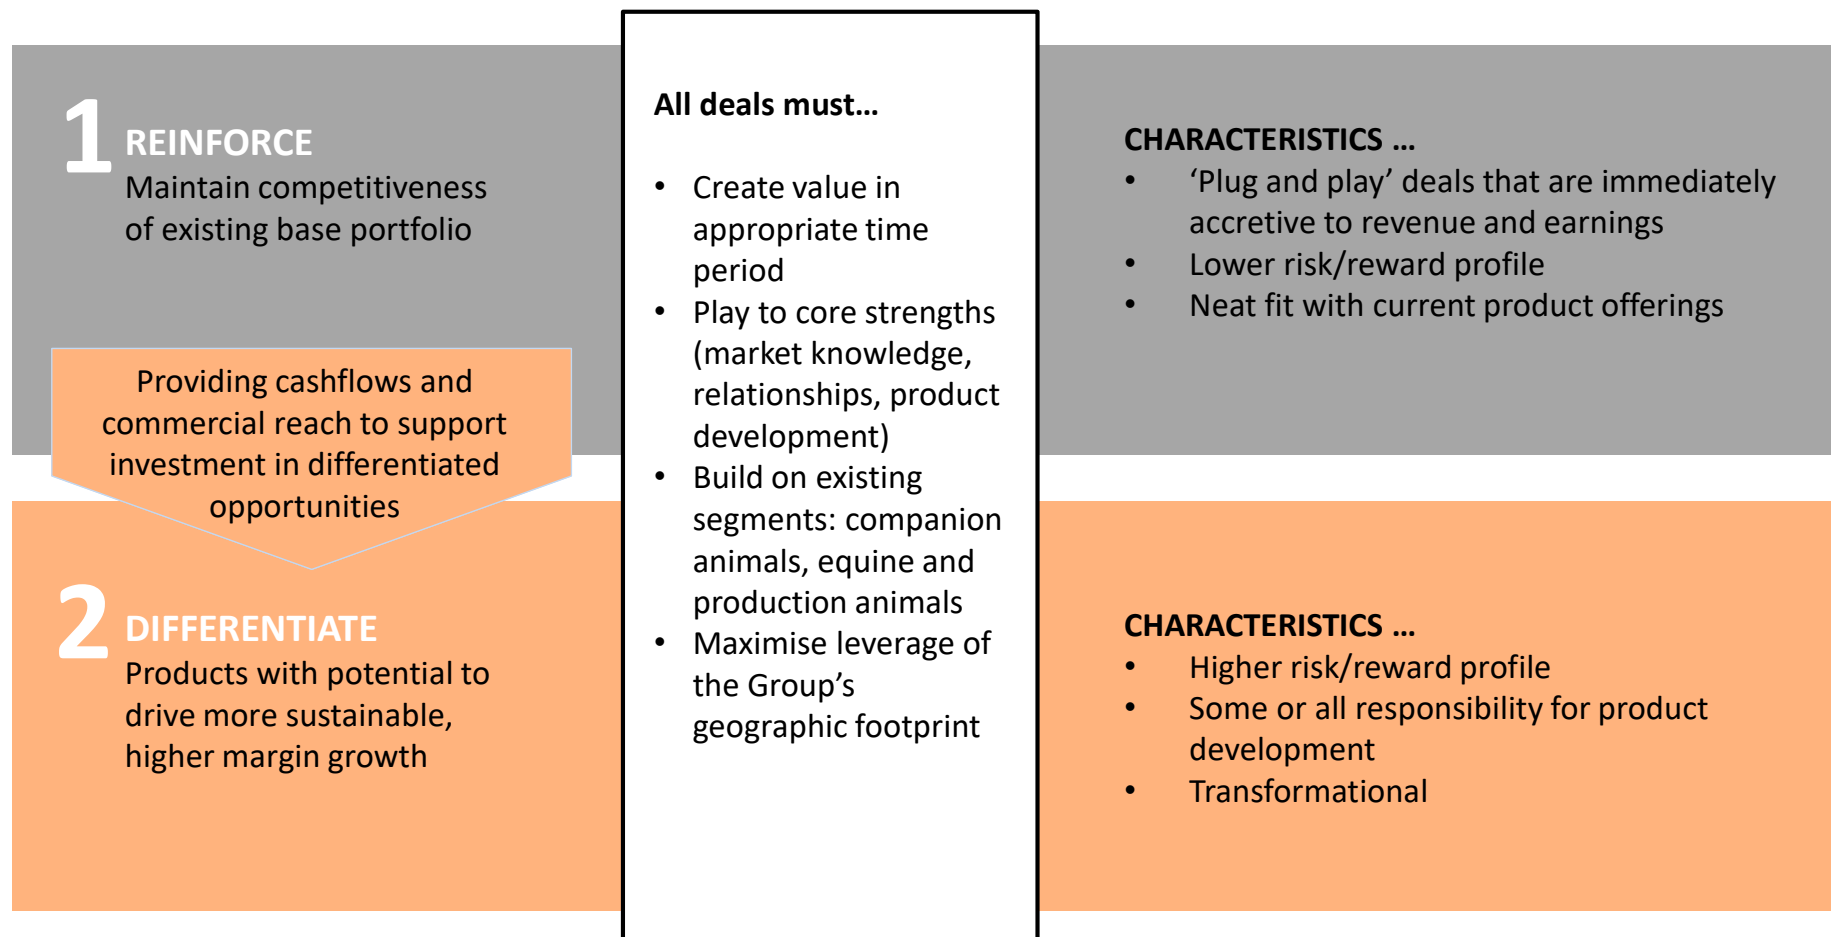 1
REINFORCE
Maintain competitiveness
of existing base portfolio
Providing cashflows and
commercial reach to support
investment in differentiated
opportunities
2
DIFFERENTIATE
Products with potential to
drive more sustainable,
higher margin growth
All deals must...
• Create value in
appropriate time
period
• Play to core strengths
(market knowledge,
relationships, product
development)
• Build on existing
segments: companion
animals, equine and
production animals
• Maximise leverage of
the Group’s
geographic footprint
CHARACTERISTICS ...
• ‘Plug and play’ deals that are immediately
accretive to revenue and earnings
• Lower risk/reward profile
• Neat fit with current product offerings
CHARACTERISTICS ...
• Higher risk/reward profile
• Some or all responsibility for product
development
• Transformational